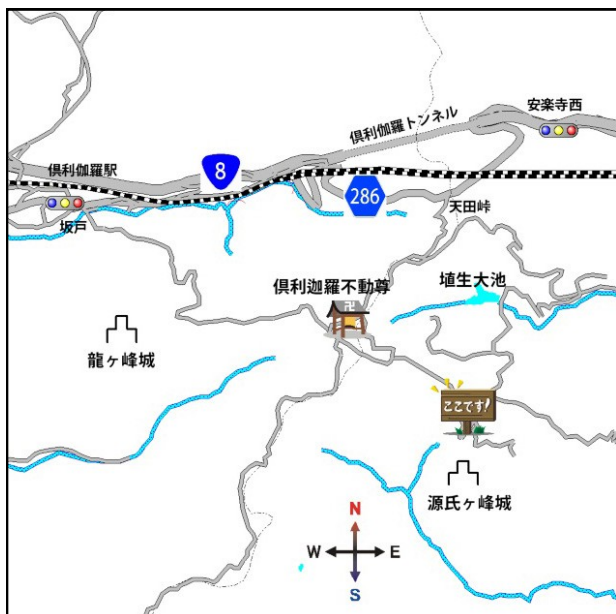 安楽寺西
倶利伽羅トンネル
倶利伽羅駅
8
286
坂戸
天田峠
倶利迦羅不動尊
卍
埴生大池
龍ヶ峰城
ここです!
源氏ヶ峰城
N
W
E
S